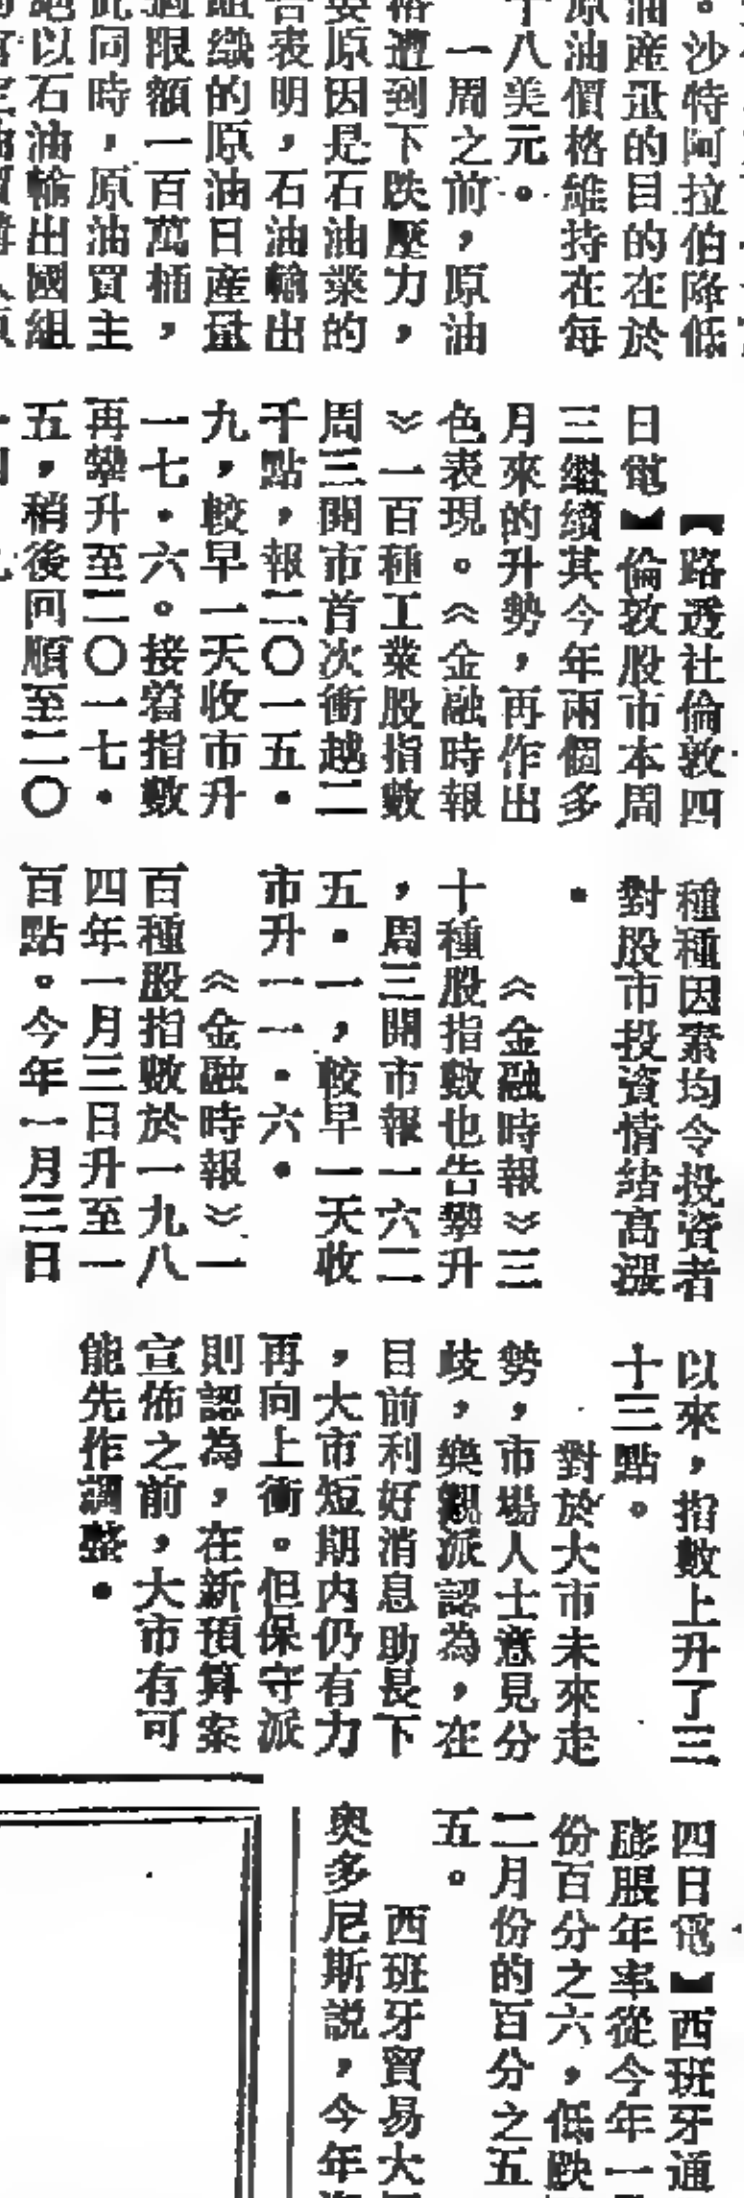 。沙特阿拉伯降低
油產量的目的在於
原油價格維持在每
十八美元。
一周之前，原油
格遭到下跌壓力，
要原因是石油業的
告表明，石油輸出
組織的原油日產量
過限額一百萬桶，
此同時，原油買主
絕以石油輸出國組
【路透社倫敦四
日電】倫敦股市本周
三繼續其今年兩個多
月來的升勢，再作出
色表現。《金融時報
》一百種工業股指數
周三開市首次衝越二
千點，報二〇一五．
九，較早一天收市升
一七．六。接着指數
再攀升至二〇一七．
五，稍後回順至二〇
種種因素均令投資者
對股市投資情緒高漲
．
《金融時報》三
十種股指數也告攀升
，周三開市報一六二
五．一，較早一天收
市升一一．六．
《金融時報》一
百種股指數於一九八
四年一月三日升至一
百點。今年一月三日
以來，指數上升了三
十三點。
對於大市未來走
勢，市場人士意見分
歧，樂觀派認為，在
目前利好消息助長下
，大市短期内仍有力
再向上衝。但保守派
則認為，在新預算案
宣佈之前，大市有可
能先作調整．
四日電】西班牙通
膨脹年率從今年一
份百分之六，低跌
二月份的百分之五
五。
西班牙貿易大
奧多尼斯説，今年